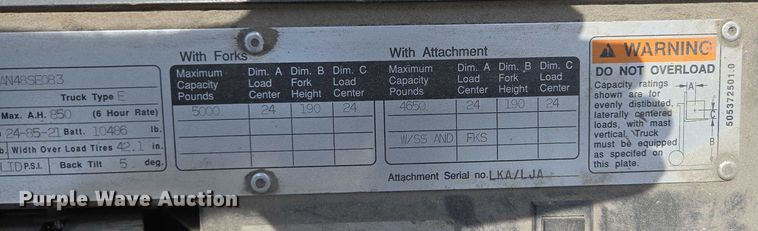 AN48SE083
Truck Type E
Max. A.H. 850 (6 Hour Rate)
24-85-21 Batt. 10486 lb.
Width Over Load Tires 42.1 in.
P.S.I. Back Tilt 5 deg.
With Forks
Maximum Capacity Pounds Dim. A Load Center Dim. B Fork Height Dim. C Load Center
5000 24 190 24
With Attachment
Maximum Capacity Pounds Dim. A Load Center Dim. B Fork Height Dim. C Load Center
4650 24 190 24
W/SS AND FKS
Attachment Serial no. LKA/LJA
WARNING
DO NOT OVERLOAD
Capacity ratings
shown are for
evenly distibuted,
laterally centered
loads, with mast
vertical. Truck
must be equipped
as specifed on
this plate.
A
C
B
505372501.0
Purple Wave Auction